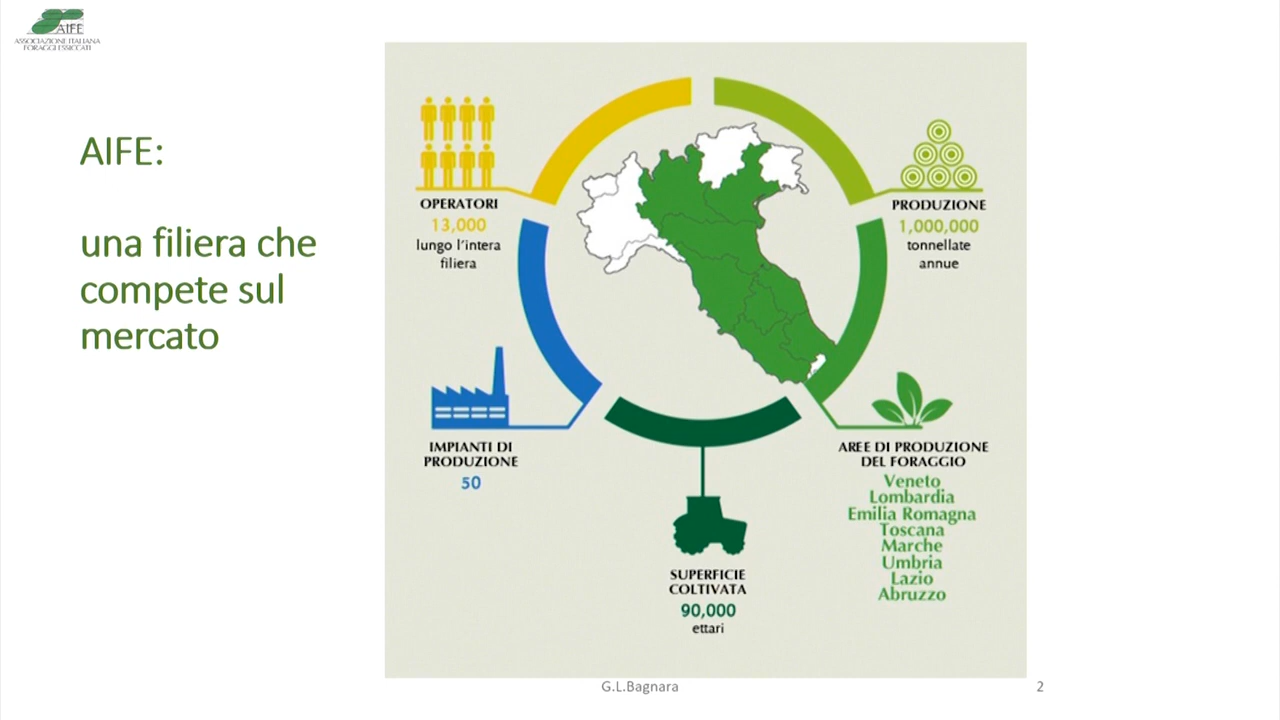 AIFE
ASSOCIAZIONE ITALIANA
FORAGGI ESSICCATI
AIFE:
una filiera che
compete sul
mercato
OPERATORI
13,000
lungo l'intera
filiera
PRODUZIONE
1,000,000
tonnellate
annue
IMPIANTI DI
PRODUZIONE
50
AREE DI PRODUZIONE
DEL FORAGGIO
Veneto
Lombardia
Emilia Romagna
Toscana
Marche
Umbria
Lazio
Abruzzo
SUPERFICIE
COLTIVATA
90,000
ettari
G.L.Bagnara
2